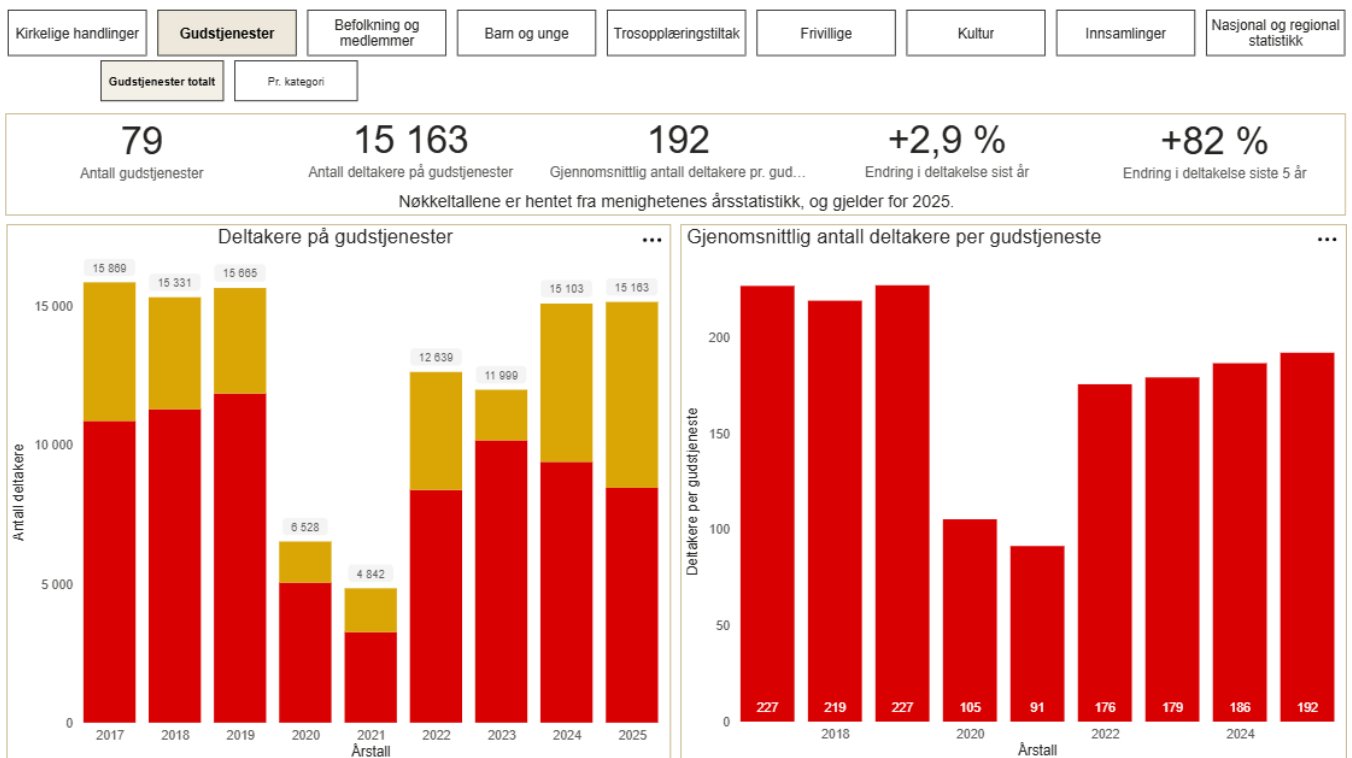 Kirkelige handlinger
Gudstjenester
Befolkning og
medlemmer
Barn og unge
Trosopplæringstiltak
Frivillige
Kultur
Innsamlinger
Nasjonal og regional
statistikk
Gudstjenester totalt
Pr. kategori
79
Antall gudstjenester
15 163
Antall deltakere på gudstjenester
192
Gjennomsnittlig antall deltakere pr. gud…
+2,9 %
Endring i deltakelse sist år
+82 %
Endring i deltakelse siste 5 år
Nøkkeltallene er hentet fra menighetenes årsstatistikk, og gjelder for 2025.
Deltakere på gudstjenester
Antall deltakere
15 000
10 000
5 000
0
15 869
15 331
15 665
6 528
4 842
12 639
11 999
15 103
15 163
2017
2018
2019
2020
2021
2022
2023
2024
2025
Årstall
Gjenomsnittlig antall deltakere per gudstjeneste
Deltakere per gudstjeneste
200
150
100
50
0
227
219
227
105
91
176
179
186
192
2018
2020
2022
2024
Årstall